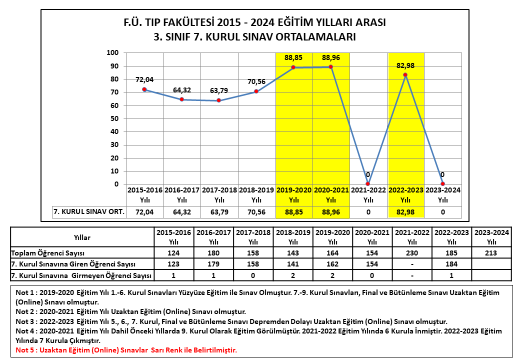 F.Ü. TIP FAKÜLTESİ 2015 - 2024 EĞİTİM YILLARI ARASI
3. SINIF 7. KURUL SINAV ORTALAMALARI
100
90
80
70
60
50
40
30
20
10
0
72,04
64,32
63,79
70,56
88,85
88,96
0
82,98
0
2015-2016 Yılı 2016-2017 Yılı 2017-2018 Yılı 2018-2019 Yılı 2019-2020 Yılı 2020-2021 Yılı 2021-2022 Yılı 2022-2023 Yılı 2023-2024 Yılı
7. KURUL SINAV ORT. 72,04 64,32 63,79 70,56 88,85 88,96 0 82,98 0
Yıllar 2015-2016 Yılı 2016-2017 Yılı 2017-2018 Yılı 2018-2019 Yılı 2019-2020 Yılı 2020-2021 Yılı 2021-2022 Yılı 2022-2023 Yılı 2023-2024 Yılı
Toplam Öğrenci Sayısı 124 180 158 143 164 154 230 185 213
7. Kurul Sınavına Giren Öğrenci Sayısı 123 179 158 141 162 154 - 184
7. Kurul Sınavına Girmeyen Öğrenci Sayısı 1 1 0 2 2 0 - 1
Not 1 : 2019-2020 Eğitim Yılı 1.-6. Kurul Sınavları Yüzyüze Eğitim ile Sınav Olmuştur. 7.-9. Kurul Sınavları, Final ve Bütünleme Sınavı Uzaktan Eğitim
(Online) Sınavı olmuştur.
Not 2 : 2020-2021 Eğitim Yılı Uzaktan Eğitim (Online) Sınavı olmuştur.
Not 3 : 2022-2023 Eğitim Yılı 5., 6., 7. Kurul, Final ve Bütünleme Sınavı Depremden Dolayı Uzaktan Eğitim (Online) Sınavı olmuştur.
Not 4 : 2020-2021 Eğitim Yılı Dahil Önceki Yıllarda 9. Kurul Olarak Eğitim Görülmüştür. 2021-2022 Eğitim Yılında 6 Kurula İnmiştir. 2022-2023 Eğitim
Yılında 7 Kurula Çıkmıştır.
Not 5 : Uzaktan Eğitim (Online) Sınavlar Sarı Renk ile Belirtilmiştir.